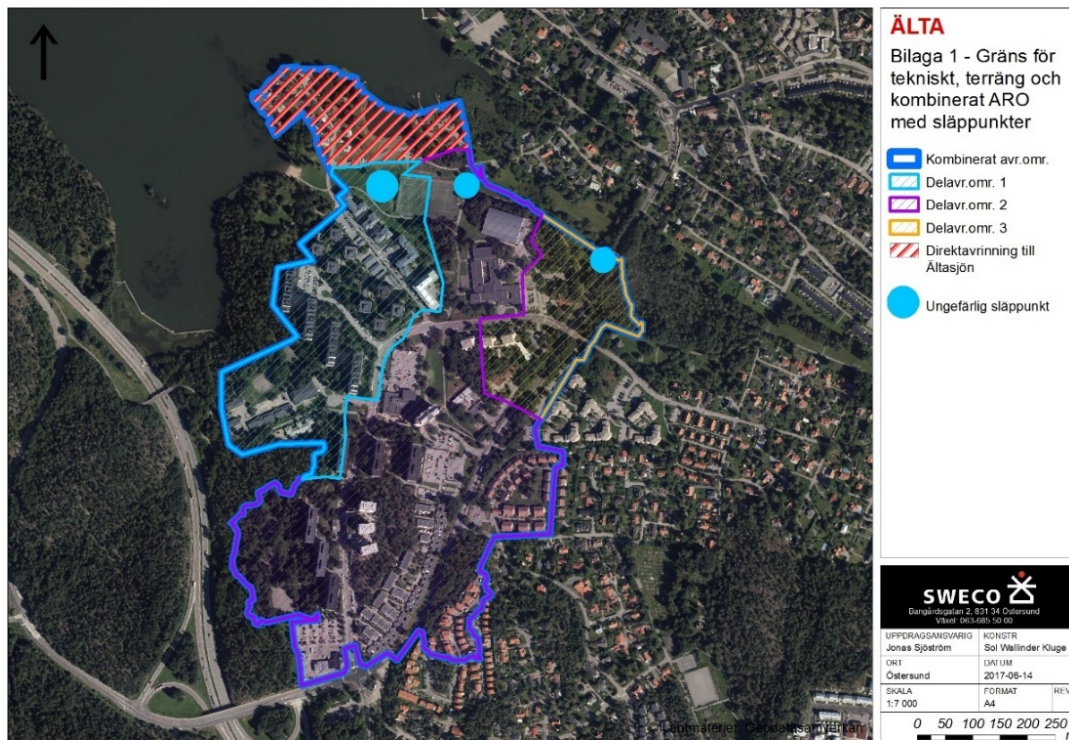 ÄLTA
Bilaga 1 - Gräns för
tekniskt, terräng och
kombinerat ARO
med släppunkter
Kombinerat avr.omr.
Delavr.omr. 1
Delavr.omr. 2
Delavr.omr. 3
Direktavrinning till
Ältasjön
Ungefärlig släppunkt
SWECO
Bangårdsgatan 2, 831 34 Östersund
Växel: 063-685 50 00
UPPDRAGSANSVARIG KONSTR
Jonas Sjöström Sol Wallinder Kluge
ORT DATUM
Östersund 2017-06-14
SKALA FORMAT REV
1:7 000 A4
0 50 100 150 200 250
© Lantmäteriet, Geodatasamverkan